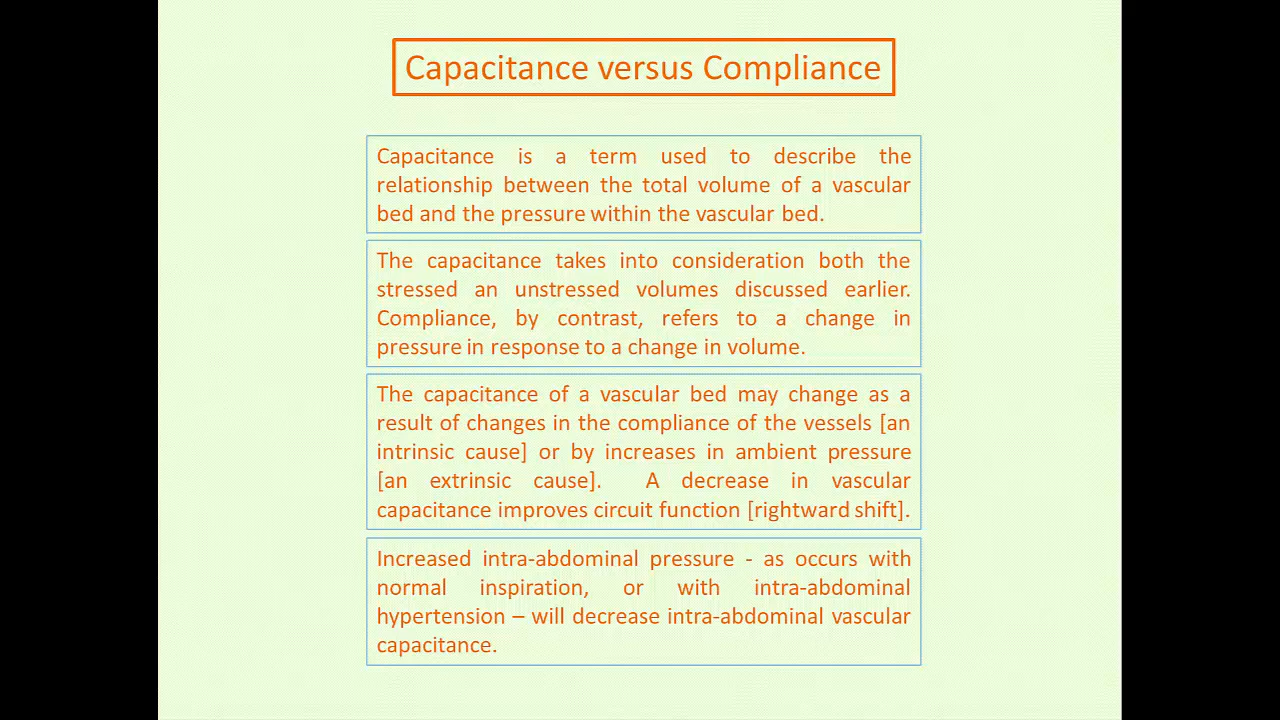 Capacitance versus Compliance
Capacitance is a term used to describe the
relationship between the total volume of a vascular
bed and the pressure within the vascular bed.
The capacitance takes into consideration both the
stressed an unstressed volumes discussed earlier.
Compliance, by contrast, refers to a change in
pressure in response to a change in volume.
The capacitance of a vascular bed may change as a
result of changes in the compliance of the vessels [an
intrinsic cause] or by increases in ambient pressure
[an extrinsic cause]. A decrease in vascular
capacitance improves circuit function [rightward shift].
Increased intra-abdominal pressure - as occurs with
normal inspiration, or with intra-abdominal
hypertension – will decrease intra-abdominal vascular
capacitance.